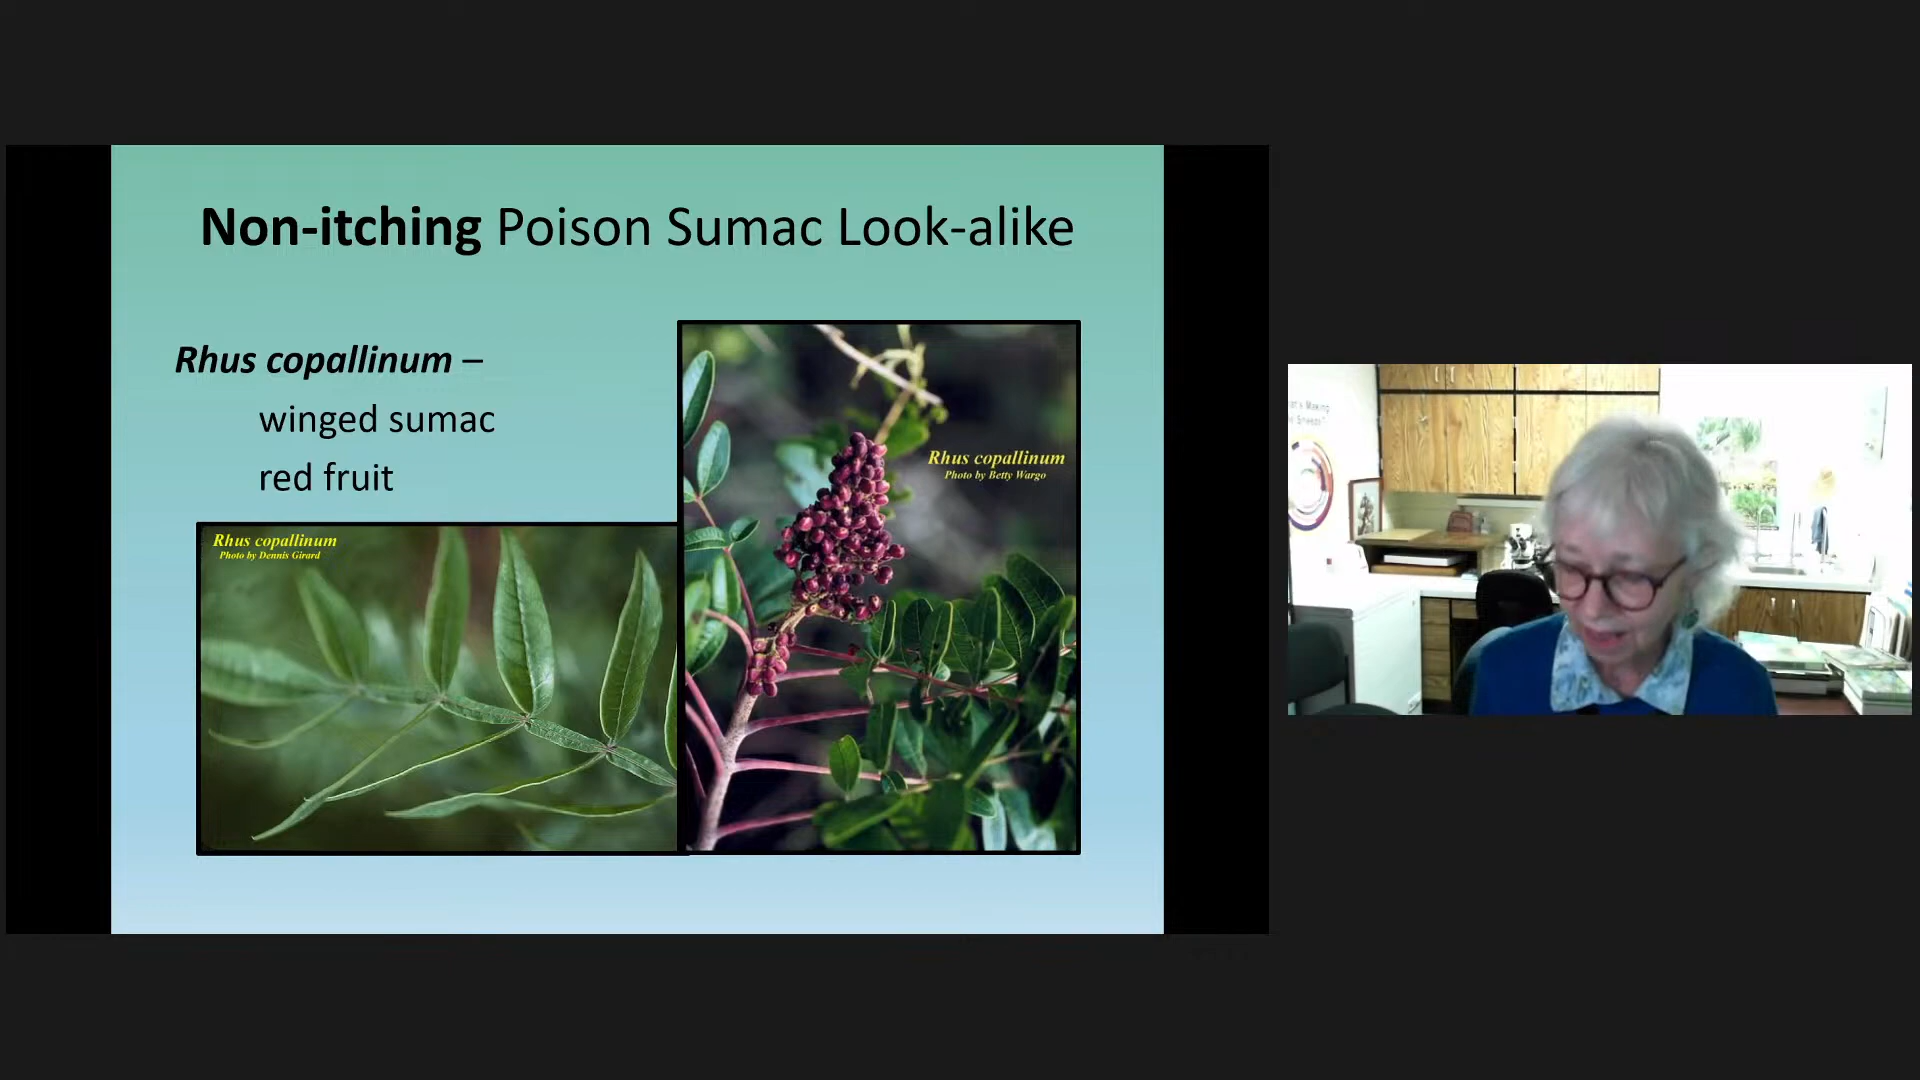 Non-itching Poison Sumac Look-alike
Rhus copallinum –
winged sumac
red fruit
Rhus copallinum
Photo by Dennis Girard
Rhus copallinum
Photo by Betty Wargo